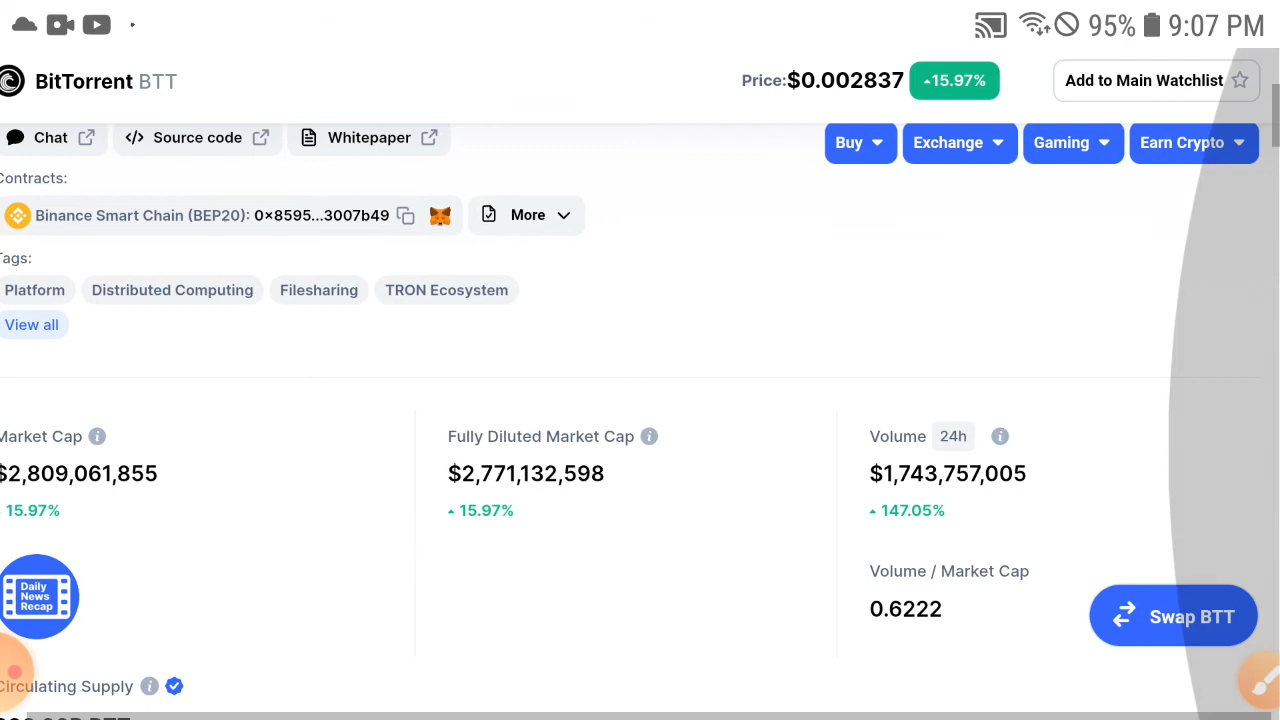 95% 9:07 PM
BitTorrent BTT Price:$0.002837 15.97% Add to Main Watchlist
Chat Source code Whitepaper Buy Exchange Gaming Earn Crypto
Contracts:
Binance Smart Chain (BEP20): 0x8595...3007b49 More
Tags:
Platform Distributed Computing Filesharing TRON Ecosystem
View all
Market Cap Fully Diluted Market Cap Volume 24h
$2,809,061,855 $2,771,132,598 $1,743,757,005
15.97% 15.97% 147.05%
Daily
News
Recap
Volume / Market Cap
0.6222
Swap BTT
Circulating Supply